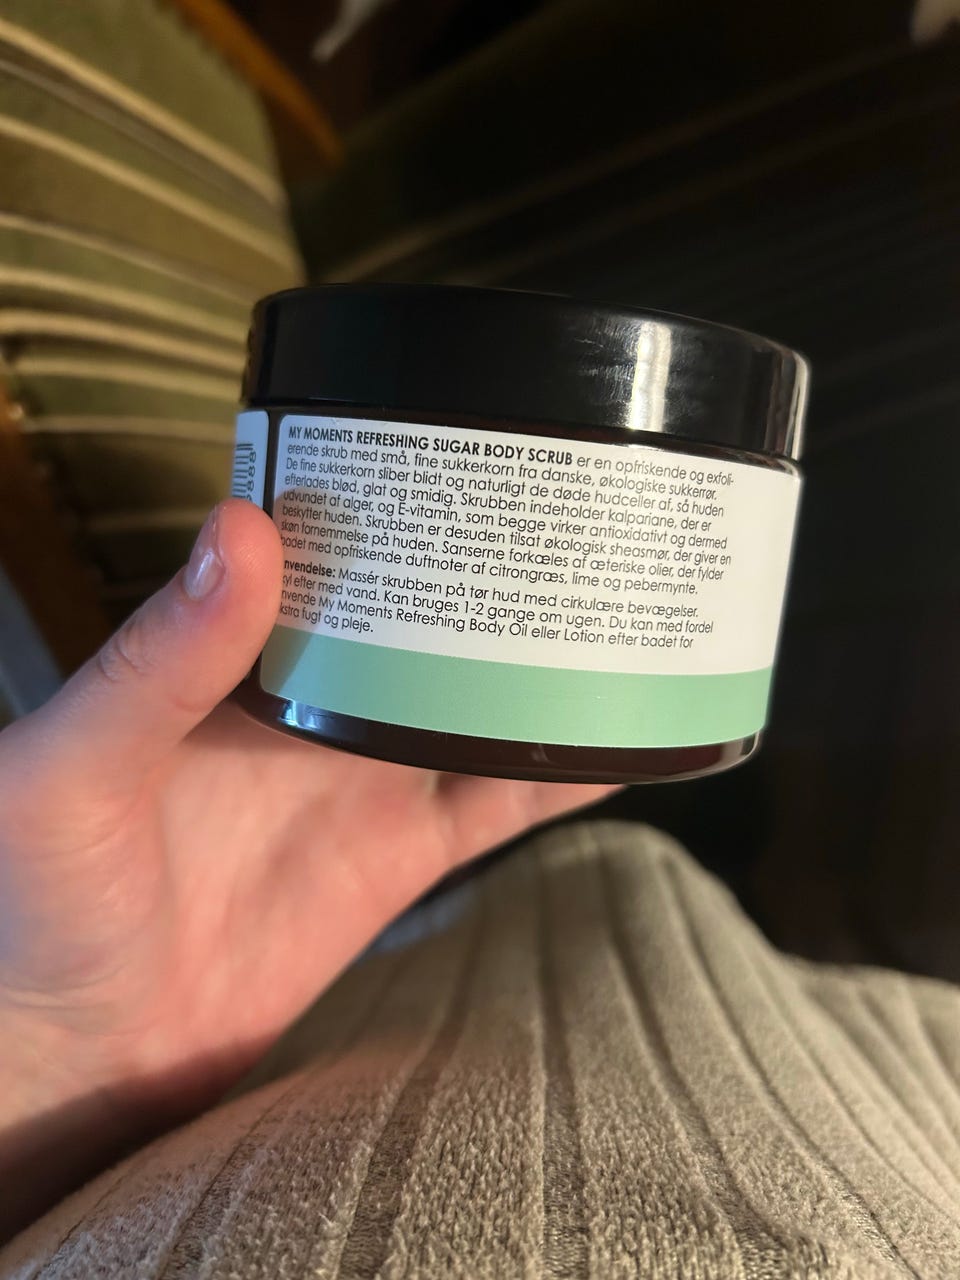 MY MOMENTS REFRESHING SUGAR BODY SCRUB er en opfriskende og exfoli-
erende skrub med små, fine sukkerkorn fra danske, økologiske sukkerrør.
De fine sukkerkorn sliber blidt og naturligt de døde hudceller af, så huden
efterlades blød, glat og smidig. Skrubben indeholder kalpariane, der er
udvundet af alger, og E-vitamin, som begge virker antioxidativt og dermed
beskytter huden. Skrubben er desuden tilsat økologisk sheasmør, der giver en
skøn fornemmelse på huden. Sanserne forkæles af æteriske olier, der fylder
badet med opfriskende duftnoter af citrongræs, lime og pebermynte.
nvendelse: Massér skrubben på tør hud med cirkulære bevægelser.
kyl efter med vand. Kan bruges 1-2 gange om ugen. Du kan med fordel
nvende My Moments Refreshing Body Oil eller Lotion efter badet for
kstra fugt og pleje.